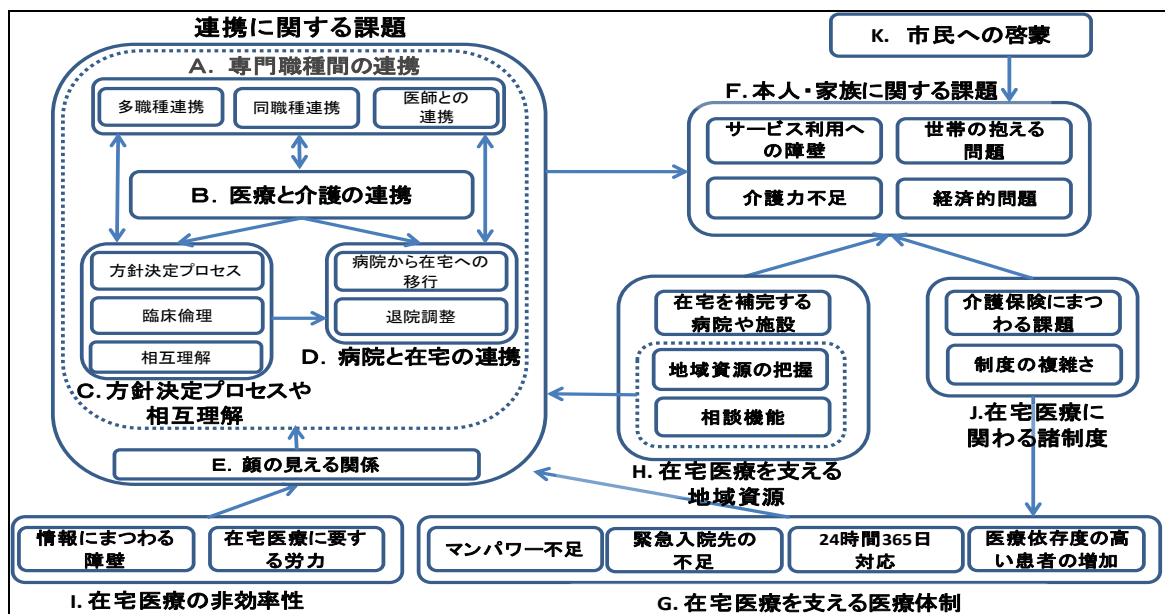 連携に関する課題
A. 専門職種間の連携
多職種連携
同職種連携
医師との
連携
B. 医療と介護の連携
方針決定プロセス
臨床倫理
相互理解
C. 方針決定プロセスや
相互理解
病院から在宅への
移行
退院調整
D. 病院と在宅の連携
E. 顔の見える関係
K. 市民への啓蒙
F.本人・家族に関する課題
サービス利用へ
の障壁
世帯の抱える
問題
介護力不足
経済的問題
在宅を補完する
病院や施設
地域資源の把握
相談機能
H.在宅医療を支える
地域資源
介護保険にまつ
わる課題
制度の複雑さ
J.在宅医療に
関わる諸制度
情報にまつわる
障壁
在宅医療に要す
る労力
I.在宅医療の非効率性
マンパワー不足
緊急入院先の
不足
24時間365日
対応
医療依存度の高
い患者の増加
G.在宅医療を支える医療体制